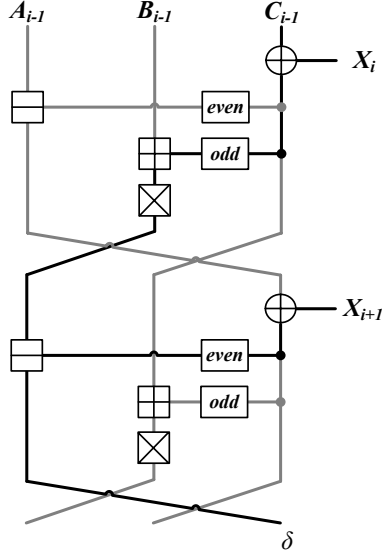 A_{i-1} B_{i-1} C_{i-1}
X_i
even
odd
X_{i+1}
even
odd
δ